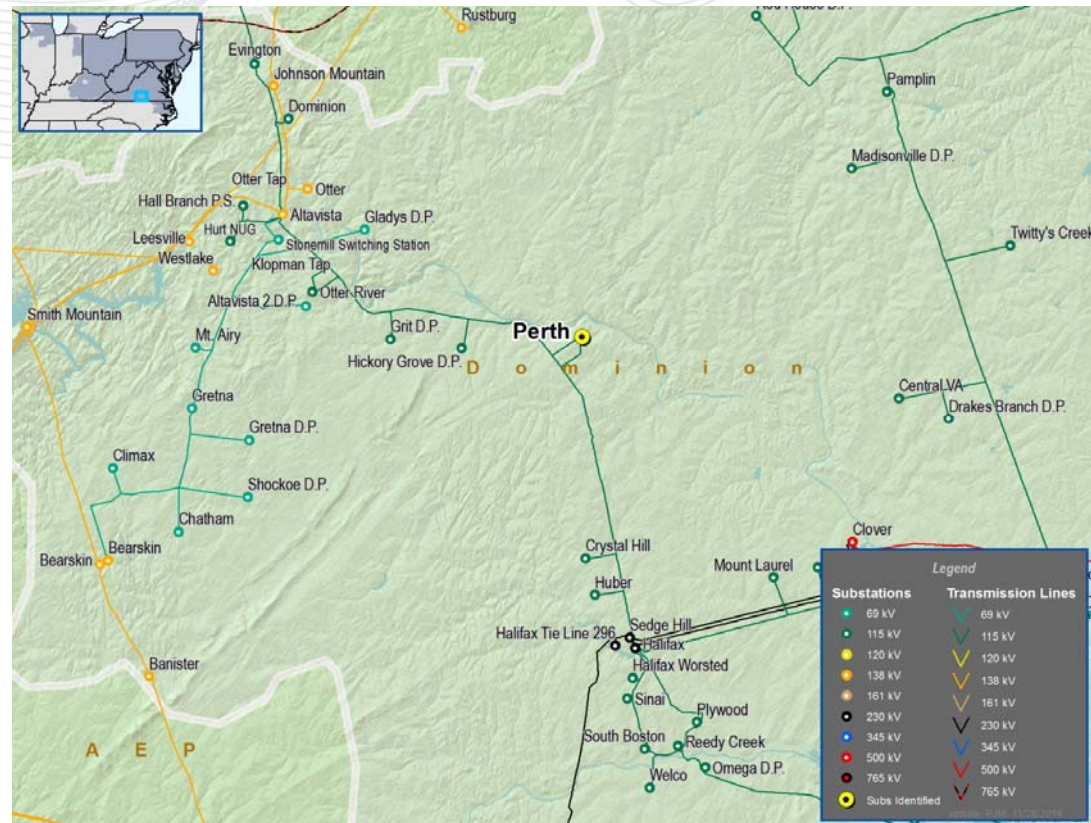 Rustburg
Evington
Johnson Mountain
Dominion
Pamplin
Madisonville D.P.
Otter Tap
Otter
Hall Branch P.S.
Altavista
Gladys D.P.
Hurt NUG
Leesville
Stonemill Switching Station
Twitty's Creek
Westlake
Klopman Tap
Otter River
Altavista 2 D.P.
Smith Mountain
Mt. Airy
Grit D.P.
Perth
Hickory Grove D.P.
Dominion
Central VA
Drakes Branch D.P.
Gretna
Gretna D.P.
Climax
Shockoe D.P.
Chatham
Clover
Bearskin
Bearskin
Crystal Hill
Mount Laurel
Huber
Halifax Tie Line 296
Sedge Hill
Halifax
Halifax Worsted
Banister
Sinai
Plywood
AEP
South Boston
Reedy Creek
Omega D.P.
Welco
Legend
Substations Transmission Lines
69 kV 69 kV
115 kV 115 kV
120 kV 120 kV
138 kV 138 kV
161 kV 161 kV
230 kV 230 kV
345 kV 345 kV
500 kV 500 kV
765 kV 765 kV
Subs Identified